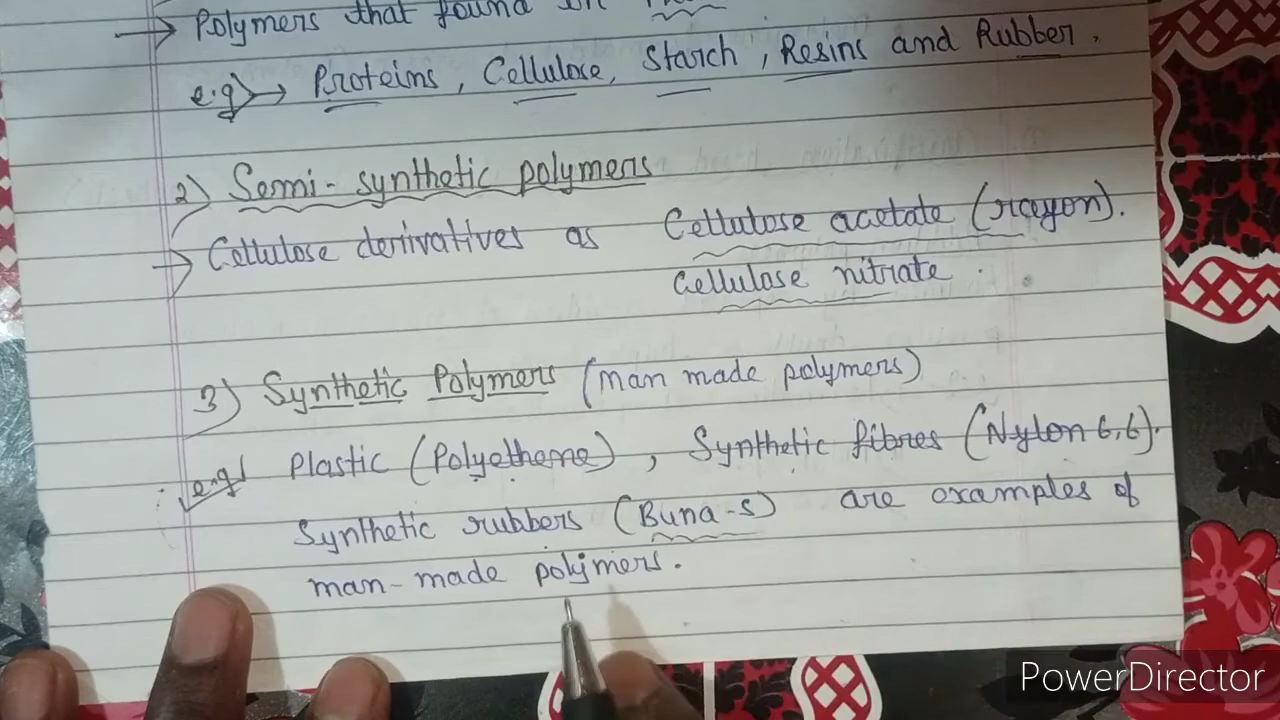 → Polymers that found in
e.g → Proteins, Cellulose, Starch, Resins and Rubber.
2) Semi-synthetic polymers
→ Cellulose derivatives as Cellulose acetate (rayon).
Cellulose nitrate.
3) Synthetic Polymers (Man made polymers)
e.g Plastic (Polyethene), Synthetic fibres (Nylon 6,6).
Synthetic rubbers (Buna-S) are examples of
man-made polymers.
PowerDirector